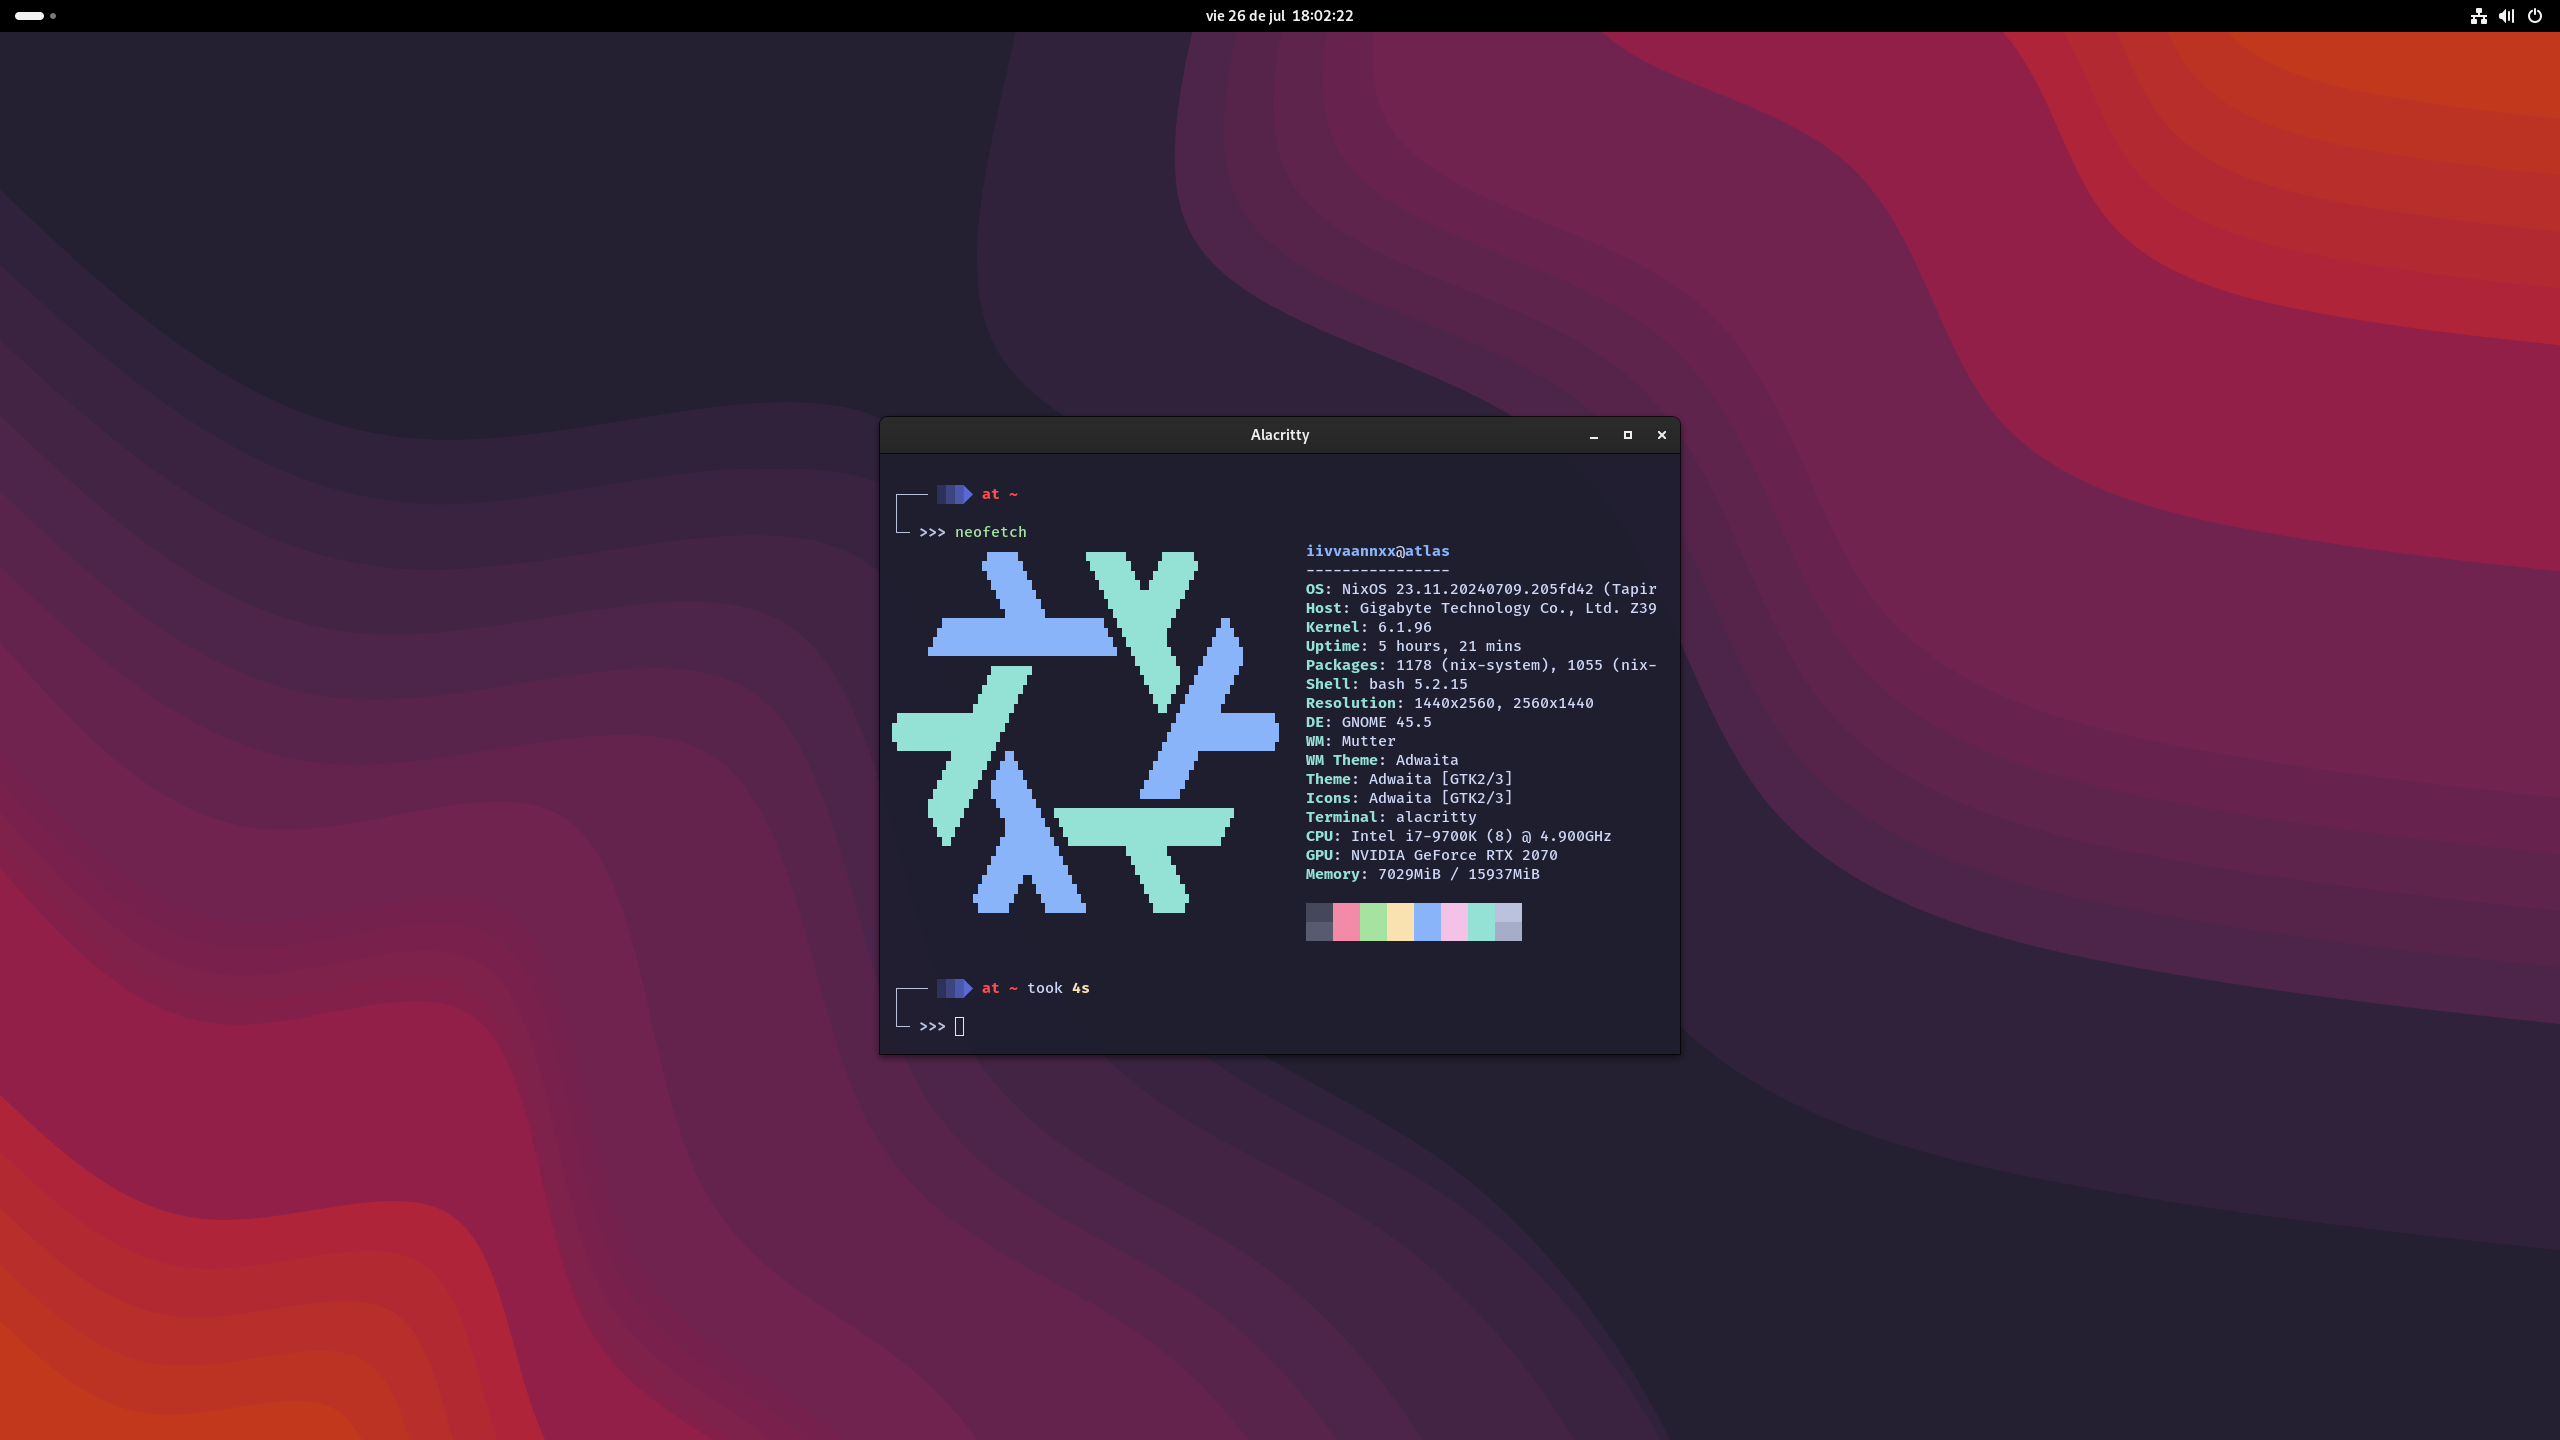 vie 26 de jul 18:02:22
Alacritty
at ~
>>> neofetch
iivvaannxx@atlas
----------------
OS: NixOS 23.11.20240709.205fd42 (Tapir
Host: Gigabyte Technology Co., Ltd. Z39
Kernel: 6.1.96
Uptime: 5 hours, 21 mins
Packages: 1178 (nix-system), 1055 (nix-
Shell: bash 5.2.15
Resolution: 1440x2560, 2560x1440
DE: GNOME 45.5
WM: Mutter
WM Theme: Adwaita
Theme: Adwaita [GTK2/3]
Icons: Adwaita [GTK2/3]
Terminal: alacritty
CPU: Intel i7-9700K (8) @ 4.900GHz
GPU: NVIDIA GeForce RTX 2070
Memory: 7029MiB / 15937MiB
at ~ took 4s
>>>